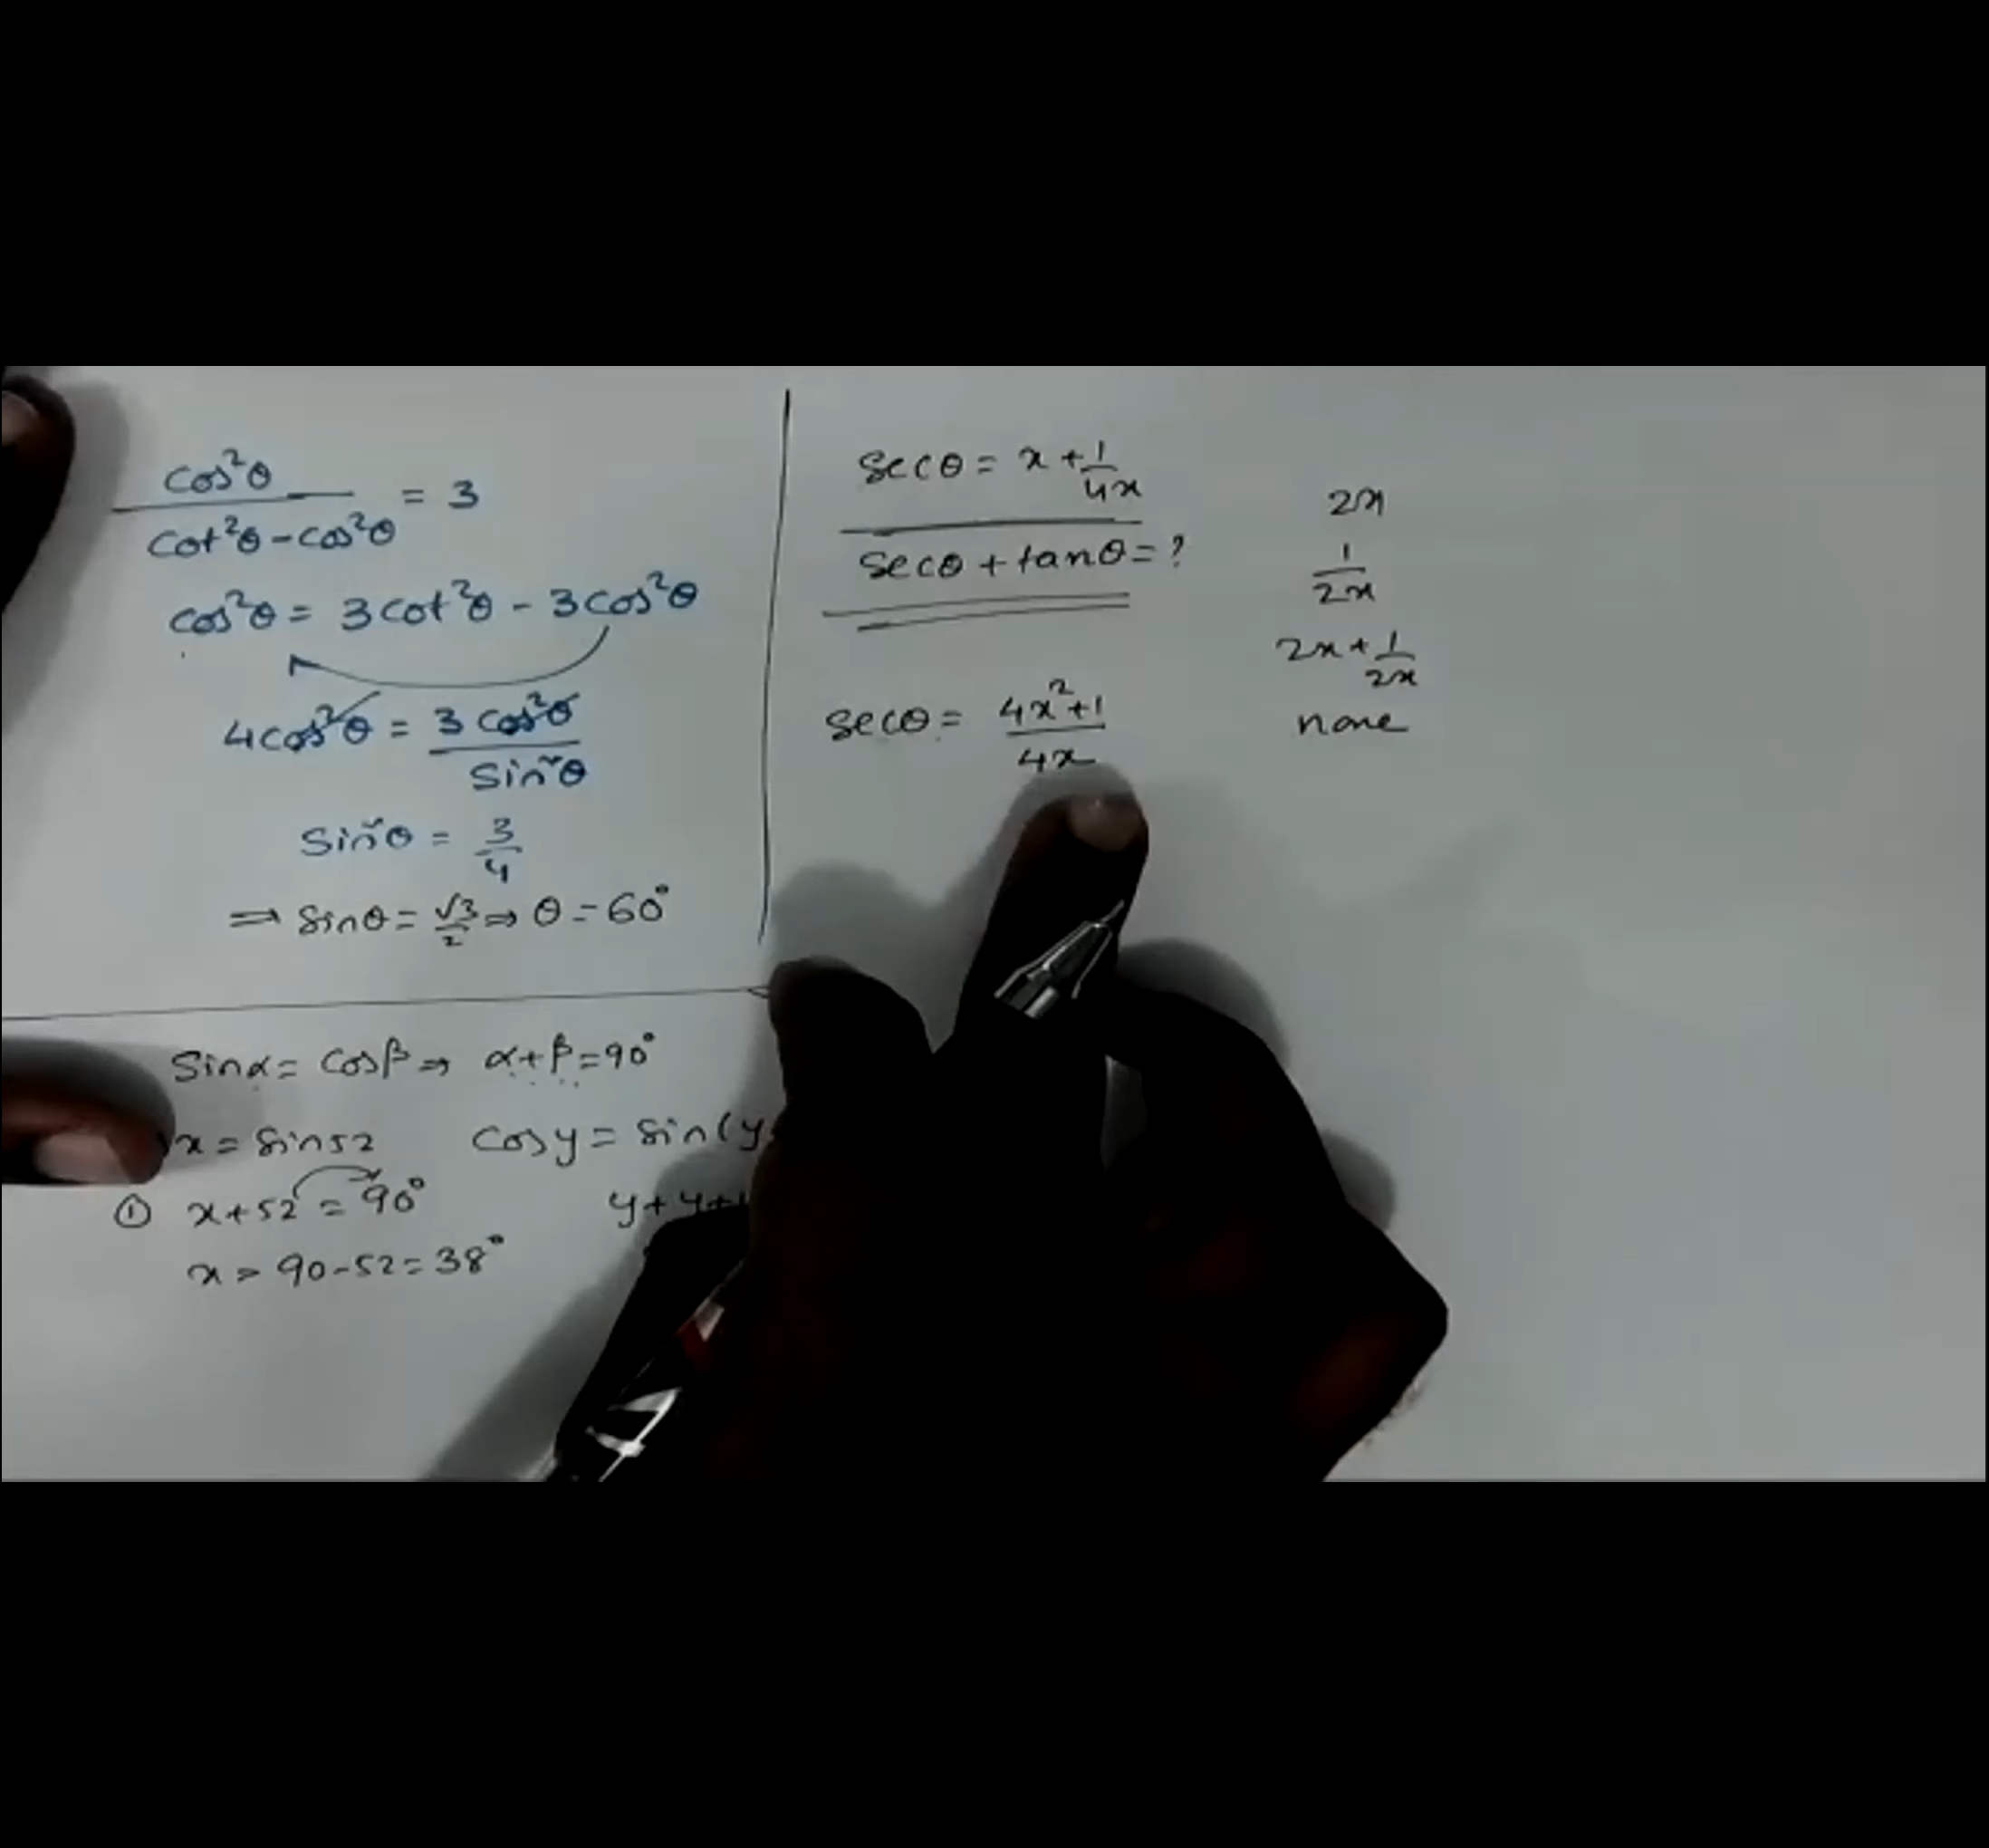 cos²θ / cot²θ - cos²θ = 3
cos²θ = 3cot²θ - 3cos²θ
4cos²θ = 3cos²θ / sin²θ
sin²θ = 3/4
⇒ sinθ = √3/2 ⇒ θ = 60°
secθ = x + 1/4x
secθ + tanθ = ?
secθ = 4x²+1 / 4x
2x
1/2x
2x + 1/2x
none
sinα = cosβ ⇒ α+β = 90°
x = sin52
① x+52 = 90°
x = 90-52 = 38°
cosy = sin(y
y+y+